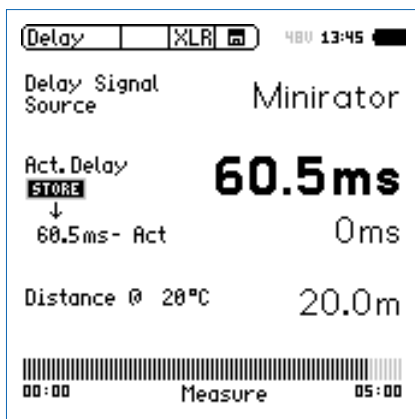 Delay XLR 48V 13:45
Delay Signal
Source
Minirator
Act. Delay
60.5ms
STORE
60.5ms- Act
0ms
Distance @ 20°C
20.0m
00:00 Measure 05:00